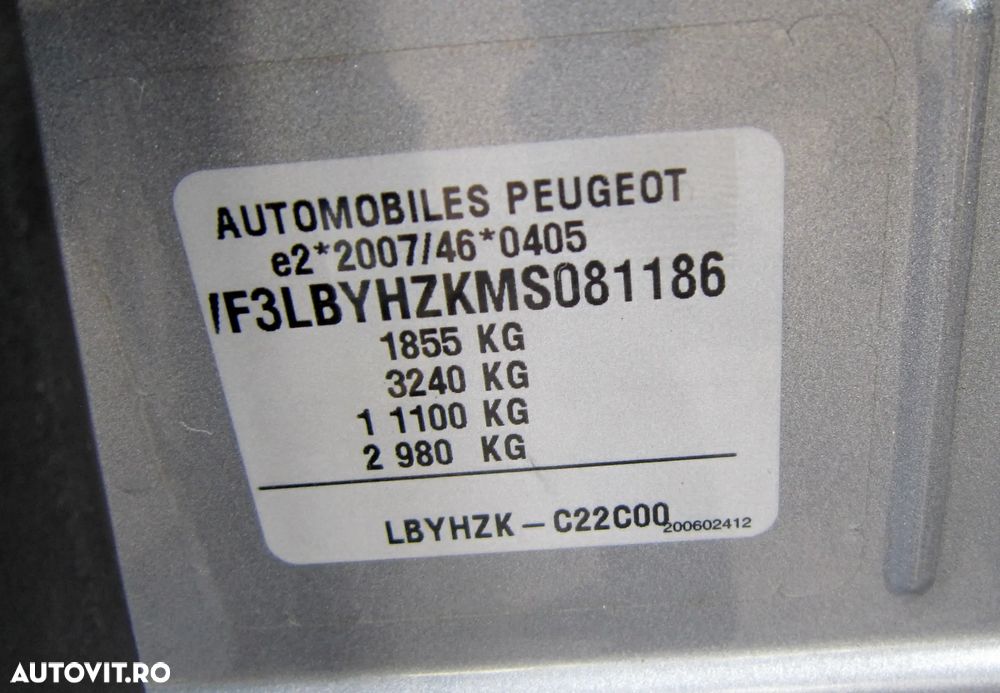 AUTOMOBILES PEUGEOT
e2*2007/46*0405
VF3LBYHZKMS081186
1855 KG
3240 KG
1 1100 KG
2 980 KG
LBYHZK - C22C00
200602412
AUTOVIT.RO